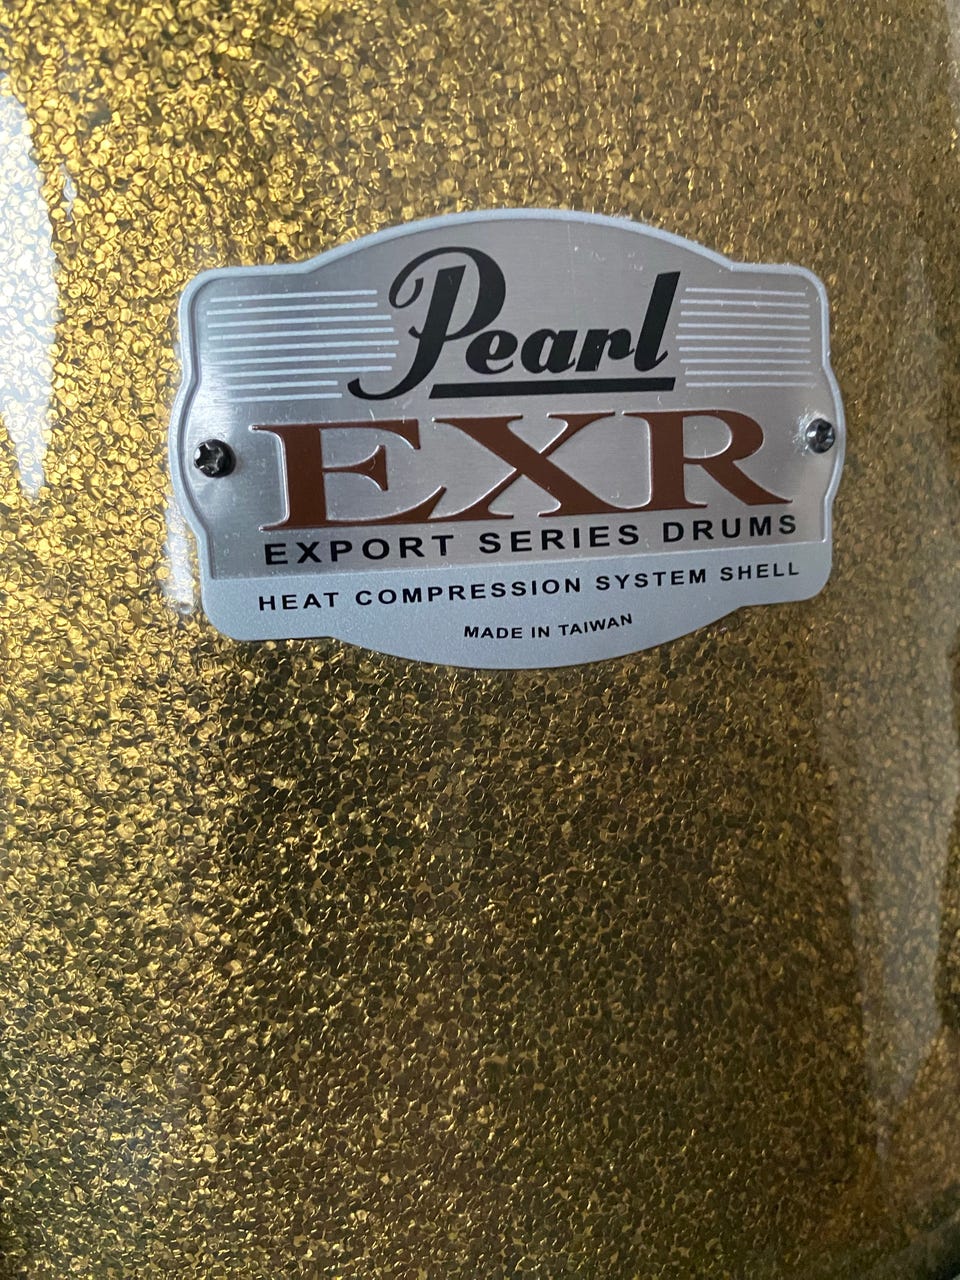 Pearl
EXR
EXPORT SERIES DRUMS
HEAT COMPRESSION SYSTEM SHELL
MADE IN TAIWAN